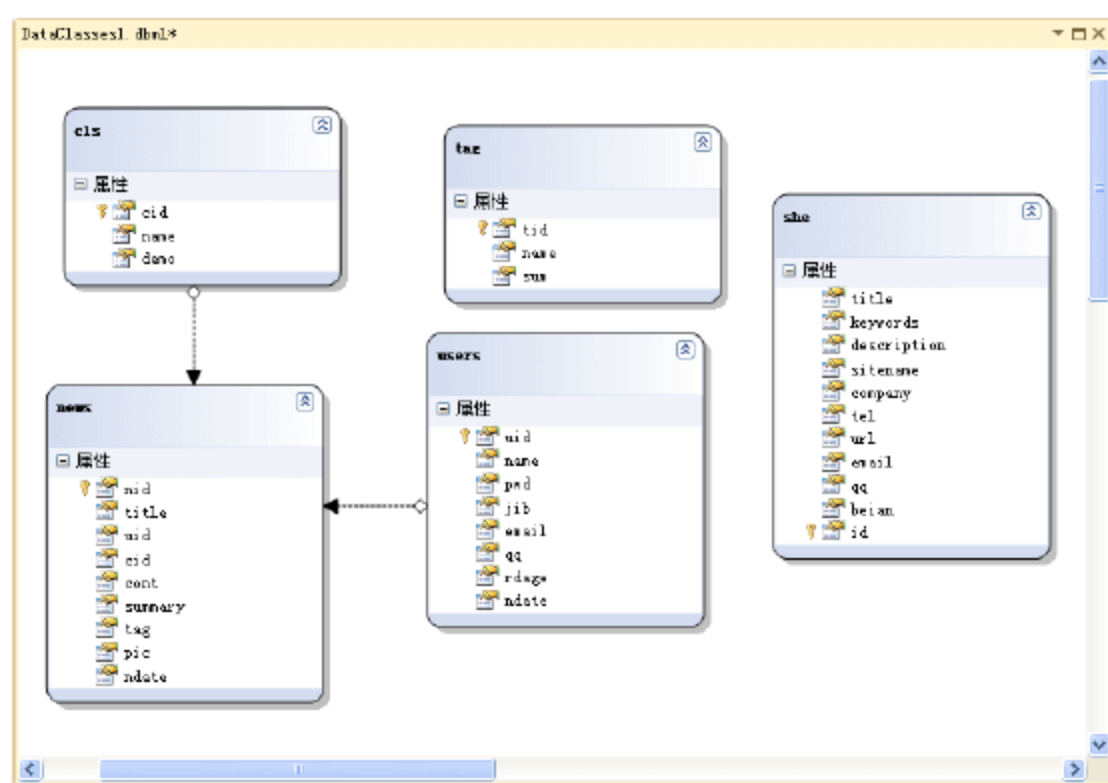 DataClasses1.dbml*
cls
属性
cid
name
demo
tag
属性
tid
name
sum
she
属性
title
keywords
description
sitename
company
tel
url
email
qq
beian
id
users
属性
uid
name
pwd
jib
email
qq
ndate
news
属性
nid
title
uid
cid
cont
summary
tag
pic
ndate